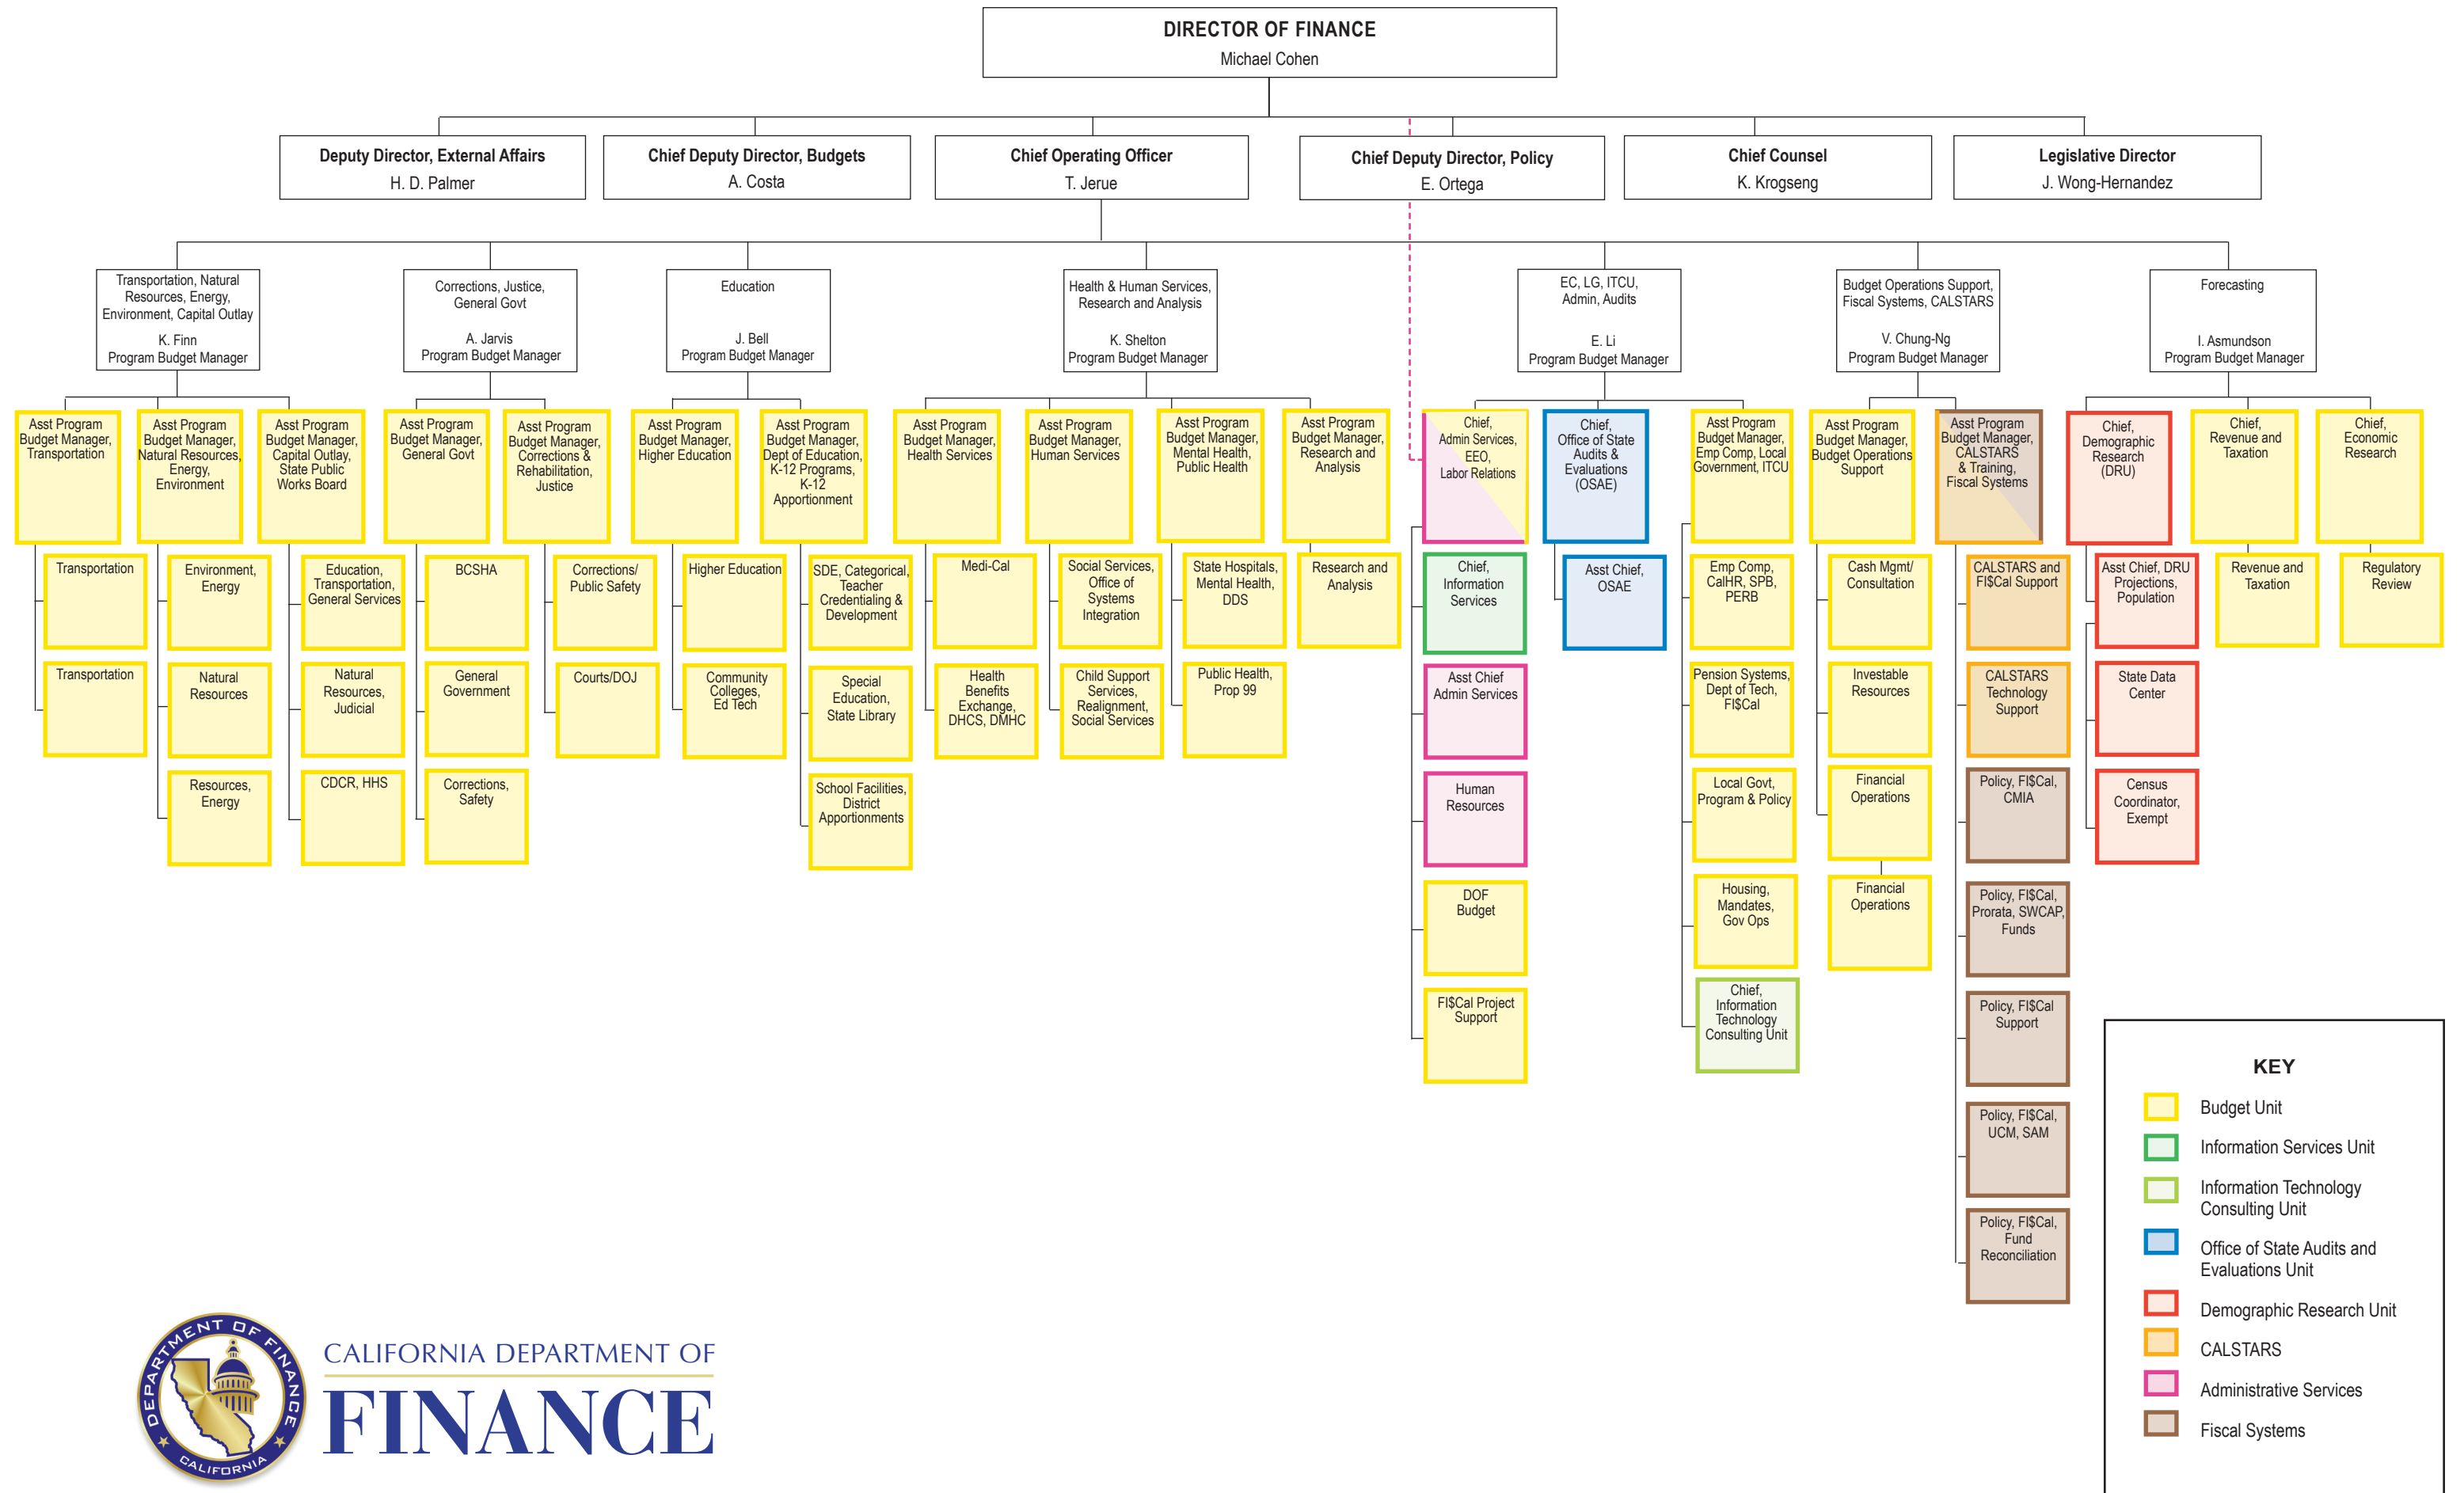 DIRECTOR OF FINANCE
Michael Cohen
Deputy Director, External Affairs
H. D. Palmer
Chief Deputy Director, Budgets
A. Costa
Chief Operating Officer
T. Jerue
Chief Deputy Director, Policy
E. Ortega
Chief Counsel
K. Krogseng
Legislative Director
J. Wong-Hernandez
Transportation, Natural
Resources, Energy,
Environment, Capital Outlay
K. Finn
Program Budget Manager
Corrections, Justice,
General Govt
A. Jarvis
Program Budget Manager
Education
J. Bell
Program Budget Manager
Health & Human Services,
Research and Analysis
K. Shelton
Program Budget Manager
EC, LG, ITCU,
Admin, Audits
E. Li
Program Budget Manager
Budget Operations Support,
Fiscal Systems, CALSTARS
V. Chung-Ng
Program Budget Manager
Forecasting
I. Asmundson
Program Budget Manager
Asst Program
Budget Manager,
Transportation
Asst Program
Budget Manager,
Natural Resources,
Energy,
Environment
Asst Program
Budget Manager,
Capital Outlay,
State Public
Works Board
Asst Program
Budget Manager,
General Govt
Asst Program
Budget Manager,
Corrections &
Rehabilitation,
Justice
Asst Program
Budget Manager,
Higher Education
Asst Program
Budget Manager,
Dept of Education,
K-12 Programs,
K-12
Apportionment
Asst Program
Budget Manager,
Health Services
Asst Program
Budget Manager,
Human Services
Asst Program
Budget Manager,
Mental Health,
Public Health
Asst Program
Budget Manager,
Research and
Analysis
Chief,
Admin Services,
EEO,
Labor Relations
Chief,
Office of State
Audits &
Evaluations
(OSAE)
Asst Program
Budget Manager,
Emp Comp, Local
Government, ITCU
Asst Program
Budget Manager,
Budget Operations
Support
Asst Program
Budget Manager,
CALSTARS
& Training,
Fiscal Systems
Chief,
Demographic
Research
(DRU)
Chief,
Revenue and
Taxation
Chief,
Economic
Research
Transportation
Environment,
Energy
Education,
Transportation,
General Services
BCSHA
Corrections/
Public Safety
Higher Education
SDE, Categorical,
Teacher
Credentialing &
Development
Medi-Cal
Social Services,
Office of
Systems
Integration
State Hospitals,
Mental Health,
DDS
Research and
Analysis
Chief,
Information
Services
Asst Chief,
OSAE
Emp Comp,
CalHR, SPB,
PERB
Cash Mgmt/
Consultation
CALSTARS and
FI$Cal Support
Asst Chief, DRU
Projections,
Population
Revenue and
Taxation
Regulatory
Review
Transportation
Natural
Resources
Natural
Resources,
Judicial
General
Government
Courts/DOJ
Community
Colleges,
Ed Tech
Special
Education,
State Library
Health
Benefits
Exchange,
DHCS, DMHC
Child Support
Services,
Realignment,
Social Services
Public Health,
Prop 99
Asst Chief
Admin Services
Pension Systems,
Dept of Tech,
FI$Cal
Investable
Resources
CALSTARS
Technology
Support
State Data
Center
Resources,
Energy
CDCR, HHS
Corrections,
Safety
School Facilities,
District
Apportionments
Human
Resources
Local Govt,
Program & Policy
Financial
Operations
Policy, FI$Cal,
CMIA
Census
Coordinator,
Exempt
DOF
Budget
Housing,
Mandates,
Gov Ops
Financial
Operations
Policy, FI$Cal,
Prorata, SWCAP,
Funds
FI$Cal Project
Support
Chief,
Information
Technology
Consulting Unit
Policy, FI$Cal
Support
Policy, FI$Cal,
UCM, SAM
Policy, FI$Cal,
Fund
Reconciliation
KEY
Budget Unit
Information Services Unit
Information Technology
Consulting Unit
Office of State Audits and
Evaluations Unit
Demographic Research Unit
CALSTARS
Administrative Services
Fiscal Systems
DEPARTMENT OF FINANCE
CALIFORNIA
CALIFORNIA DEPARTMENT OF
FINANCE